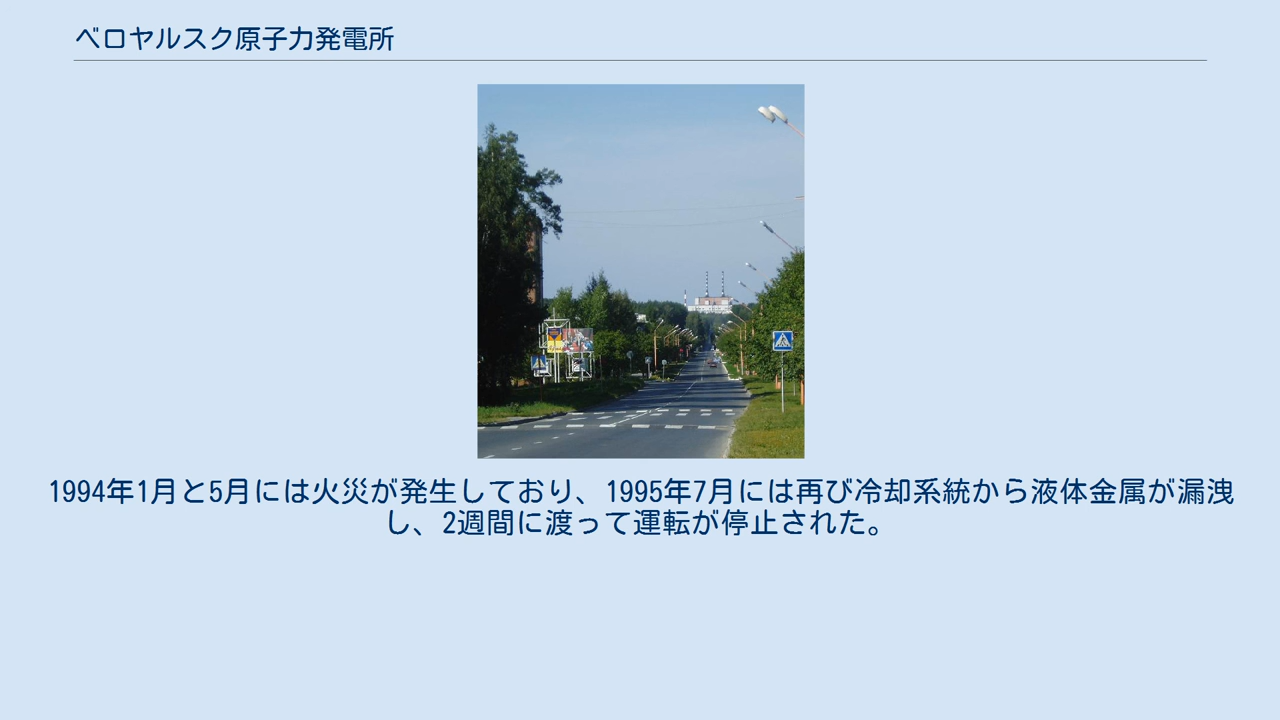 ベロヤルスク原子力発電所
1994年1月と5月には火災が発生しており、1995年7月には再び冷却系統から液体金属が漏洩
し、2週間に渡って運転が停止された。